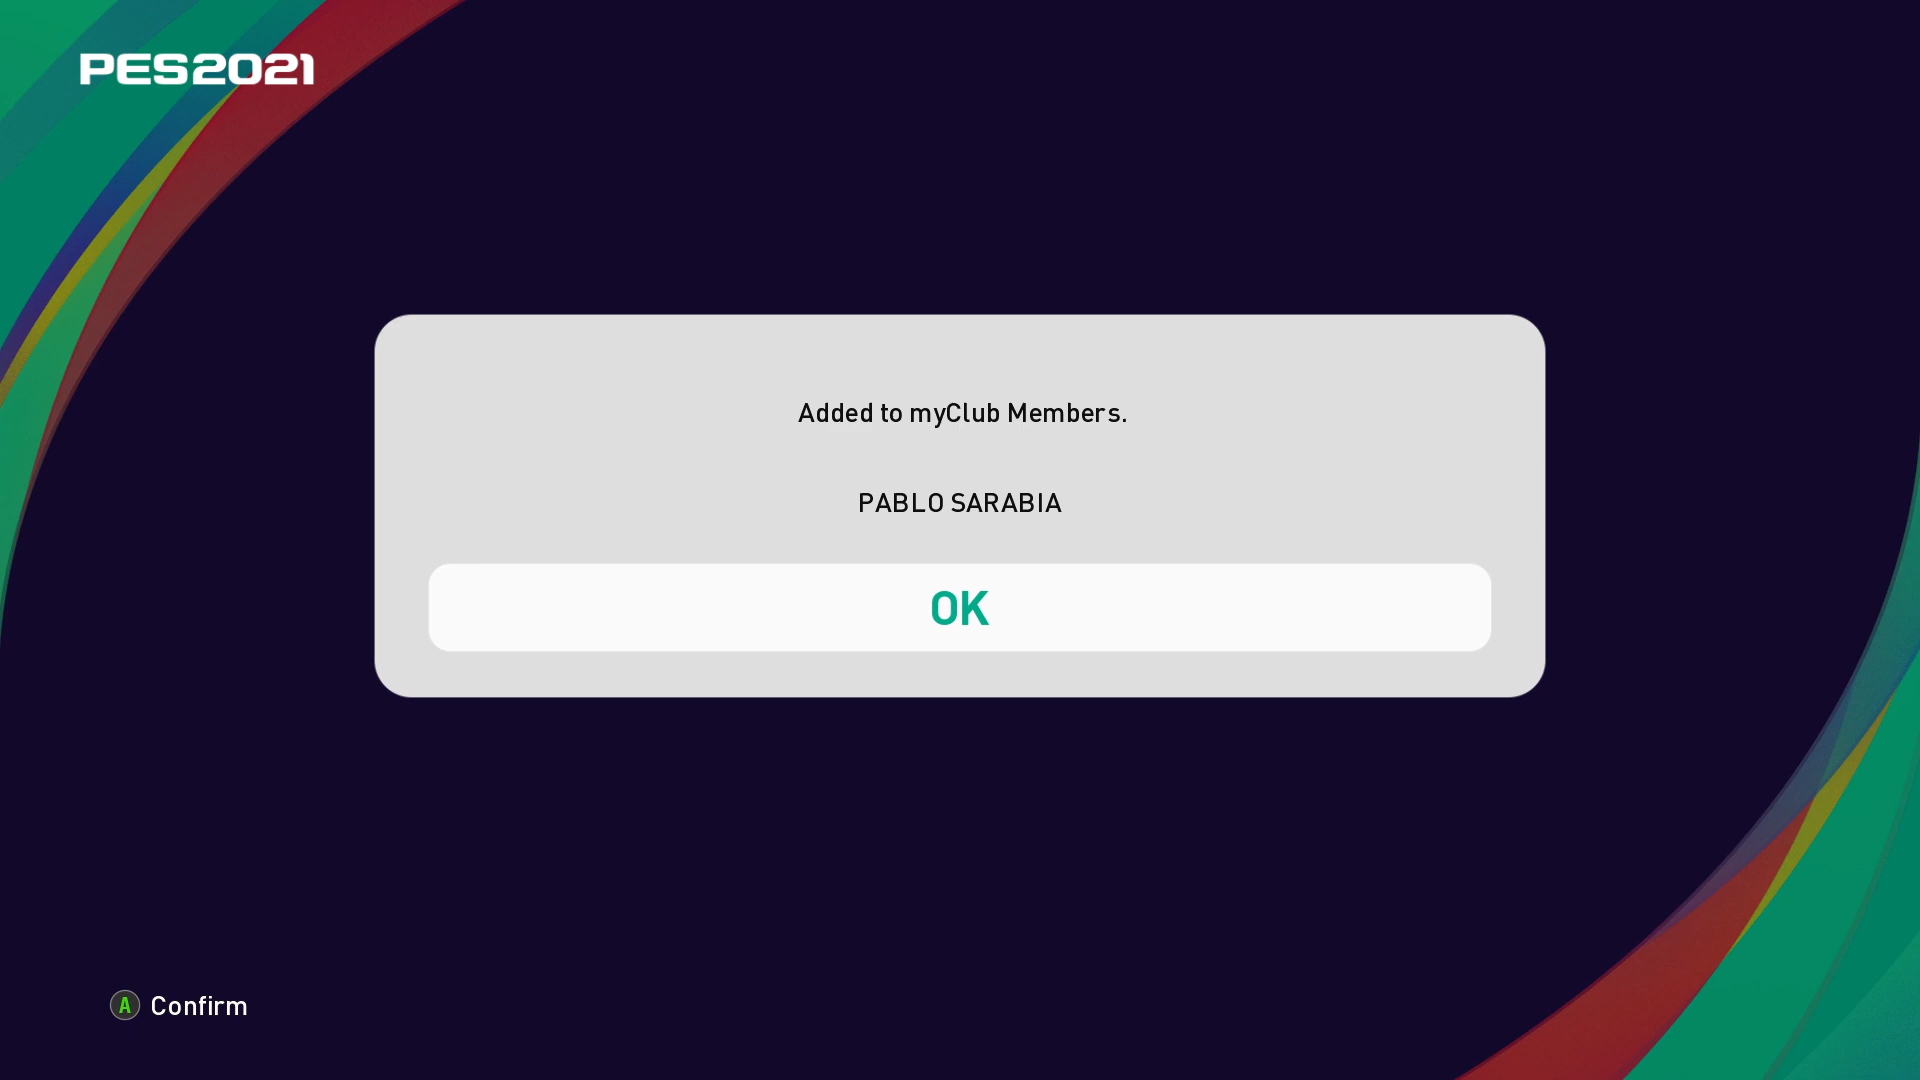 PES2021
Added to myClub Members.
PABLO SARABIA
OK
A Confirm